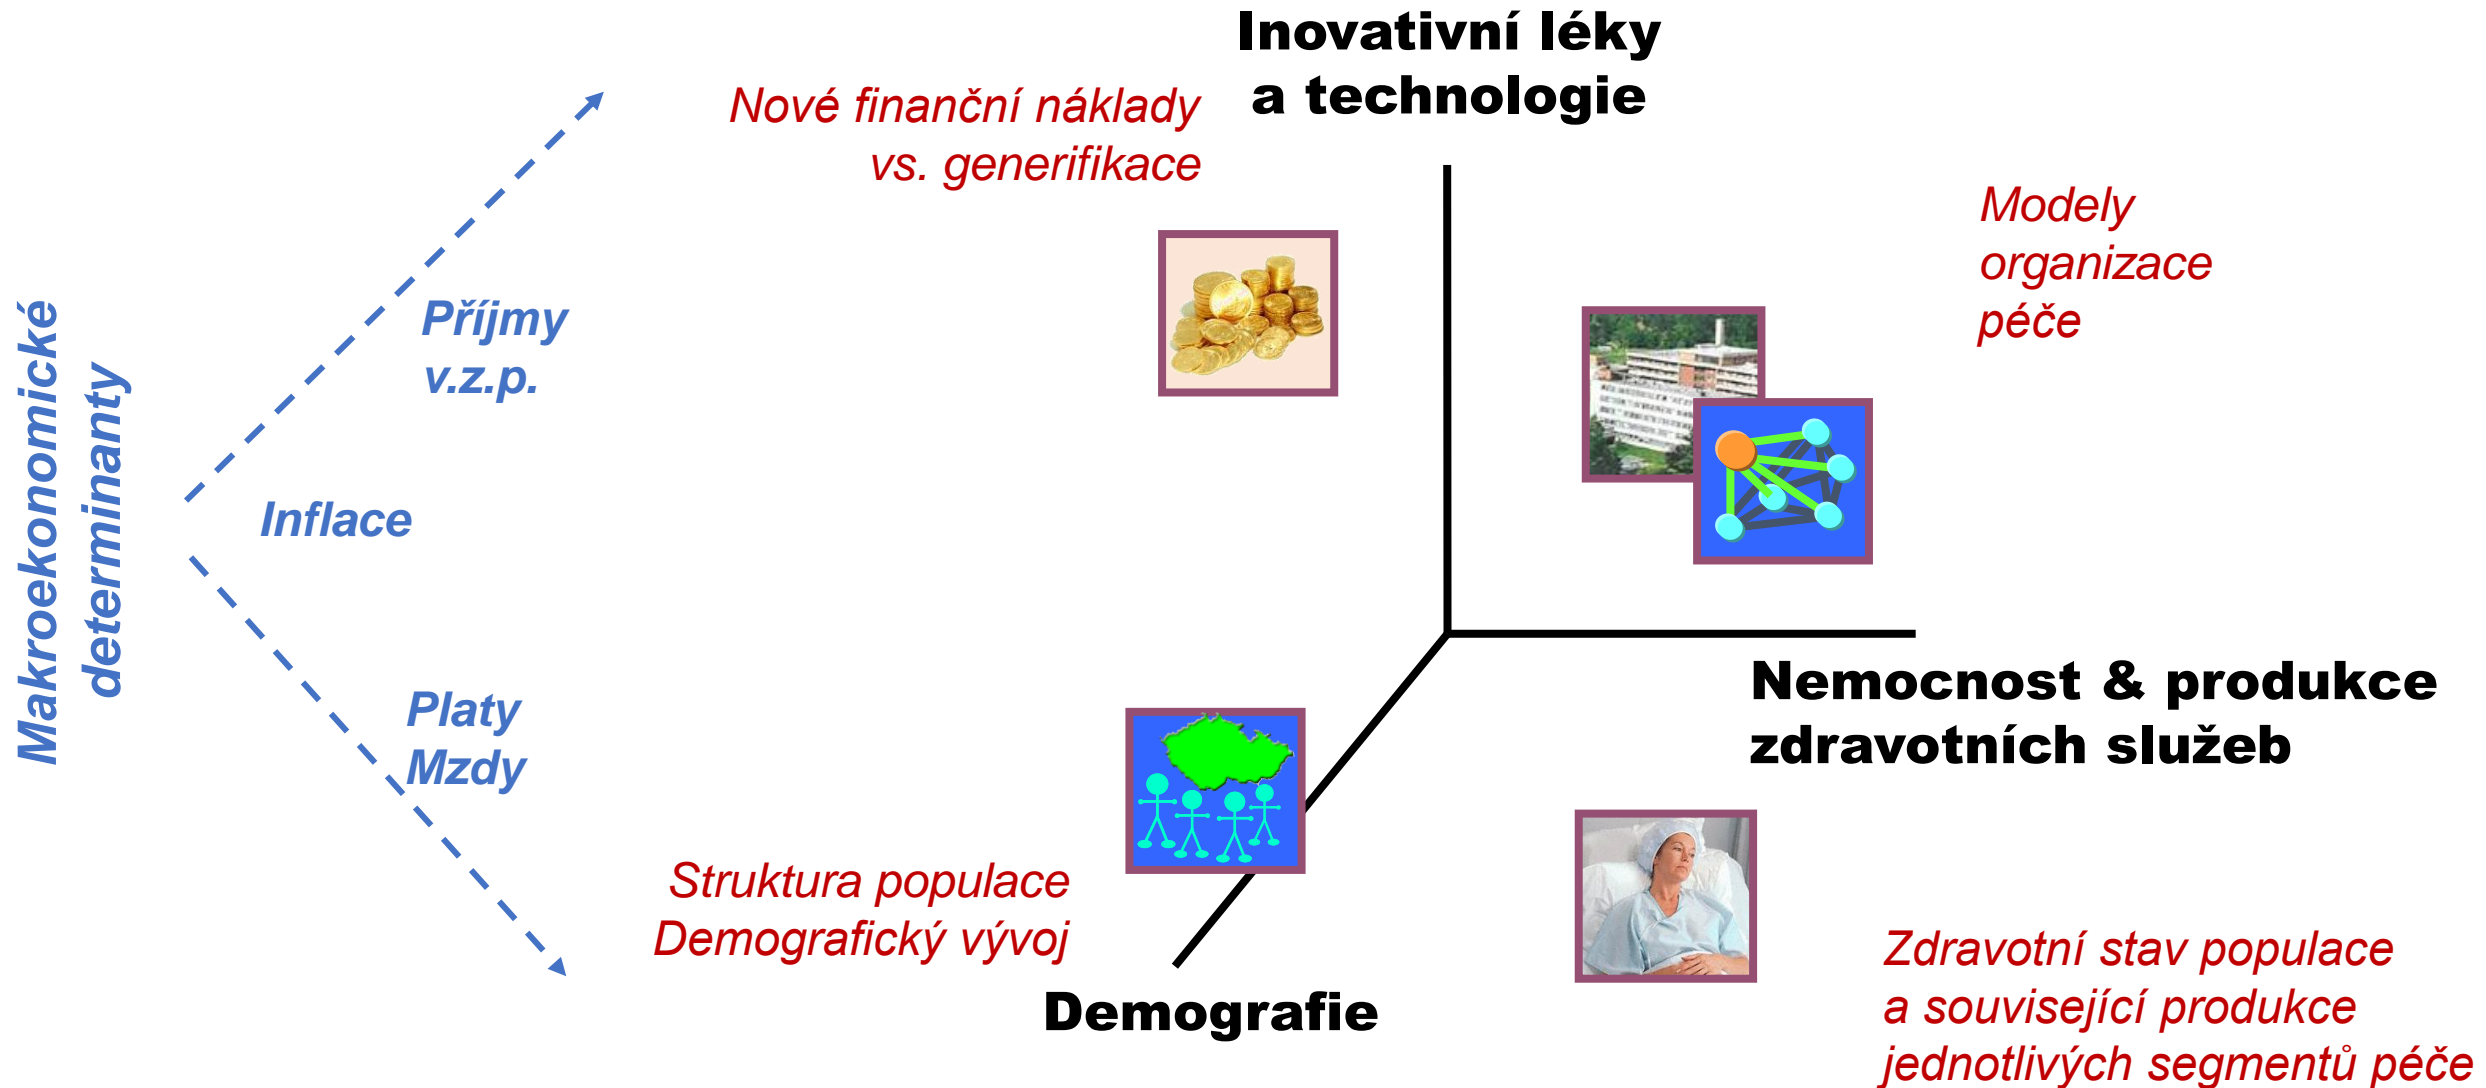 Inovativní léky
a technologie
Nové finanční náklady
vs. generifikace
Modely
organizace
péče
Makroekonomické
determinanty
Příjmy
v.z.p.
Inflace
Platy
Mzdy
Nemocnost & produkce
zdravotních služeb
Struktura populace
Demografický vývoj
Demografie
Zdravotní stav populace
a související produkce
jednotlivých segmentů péče